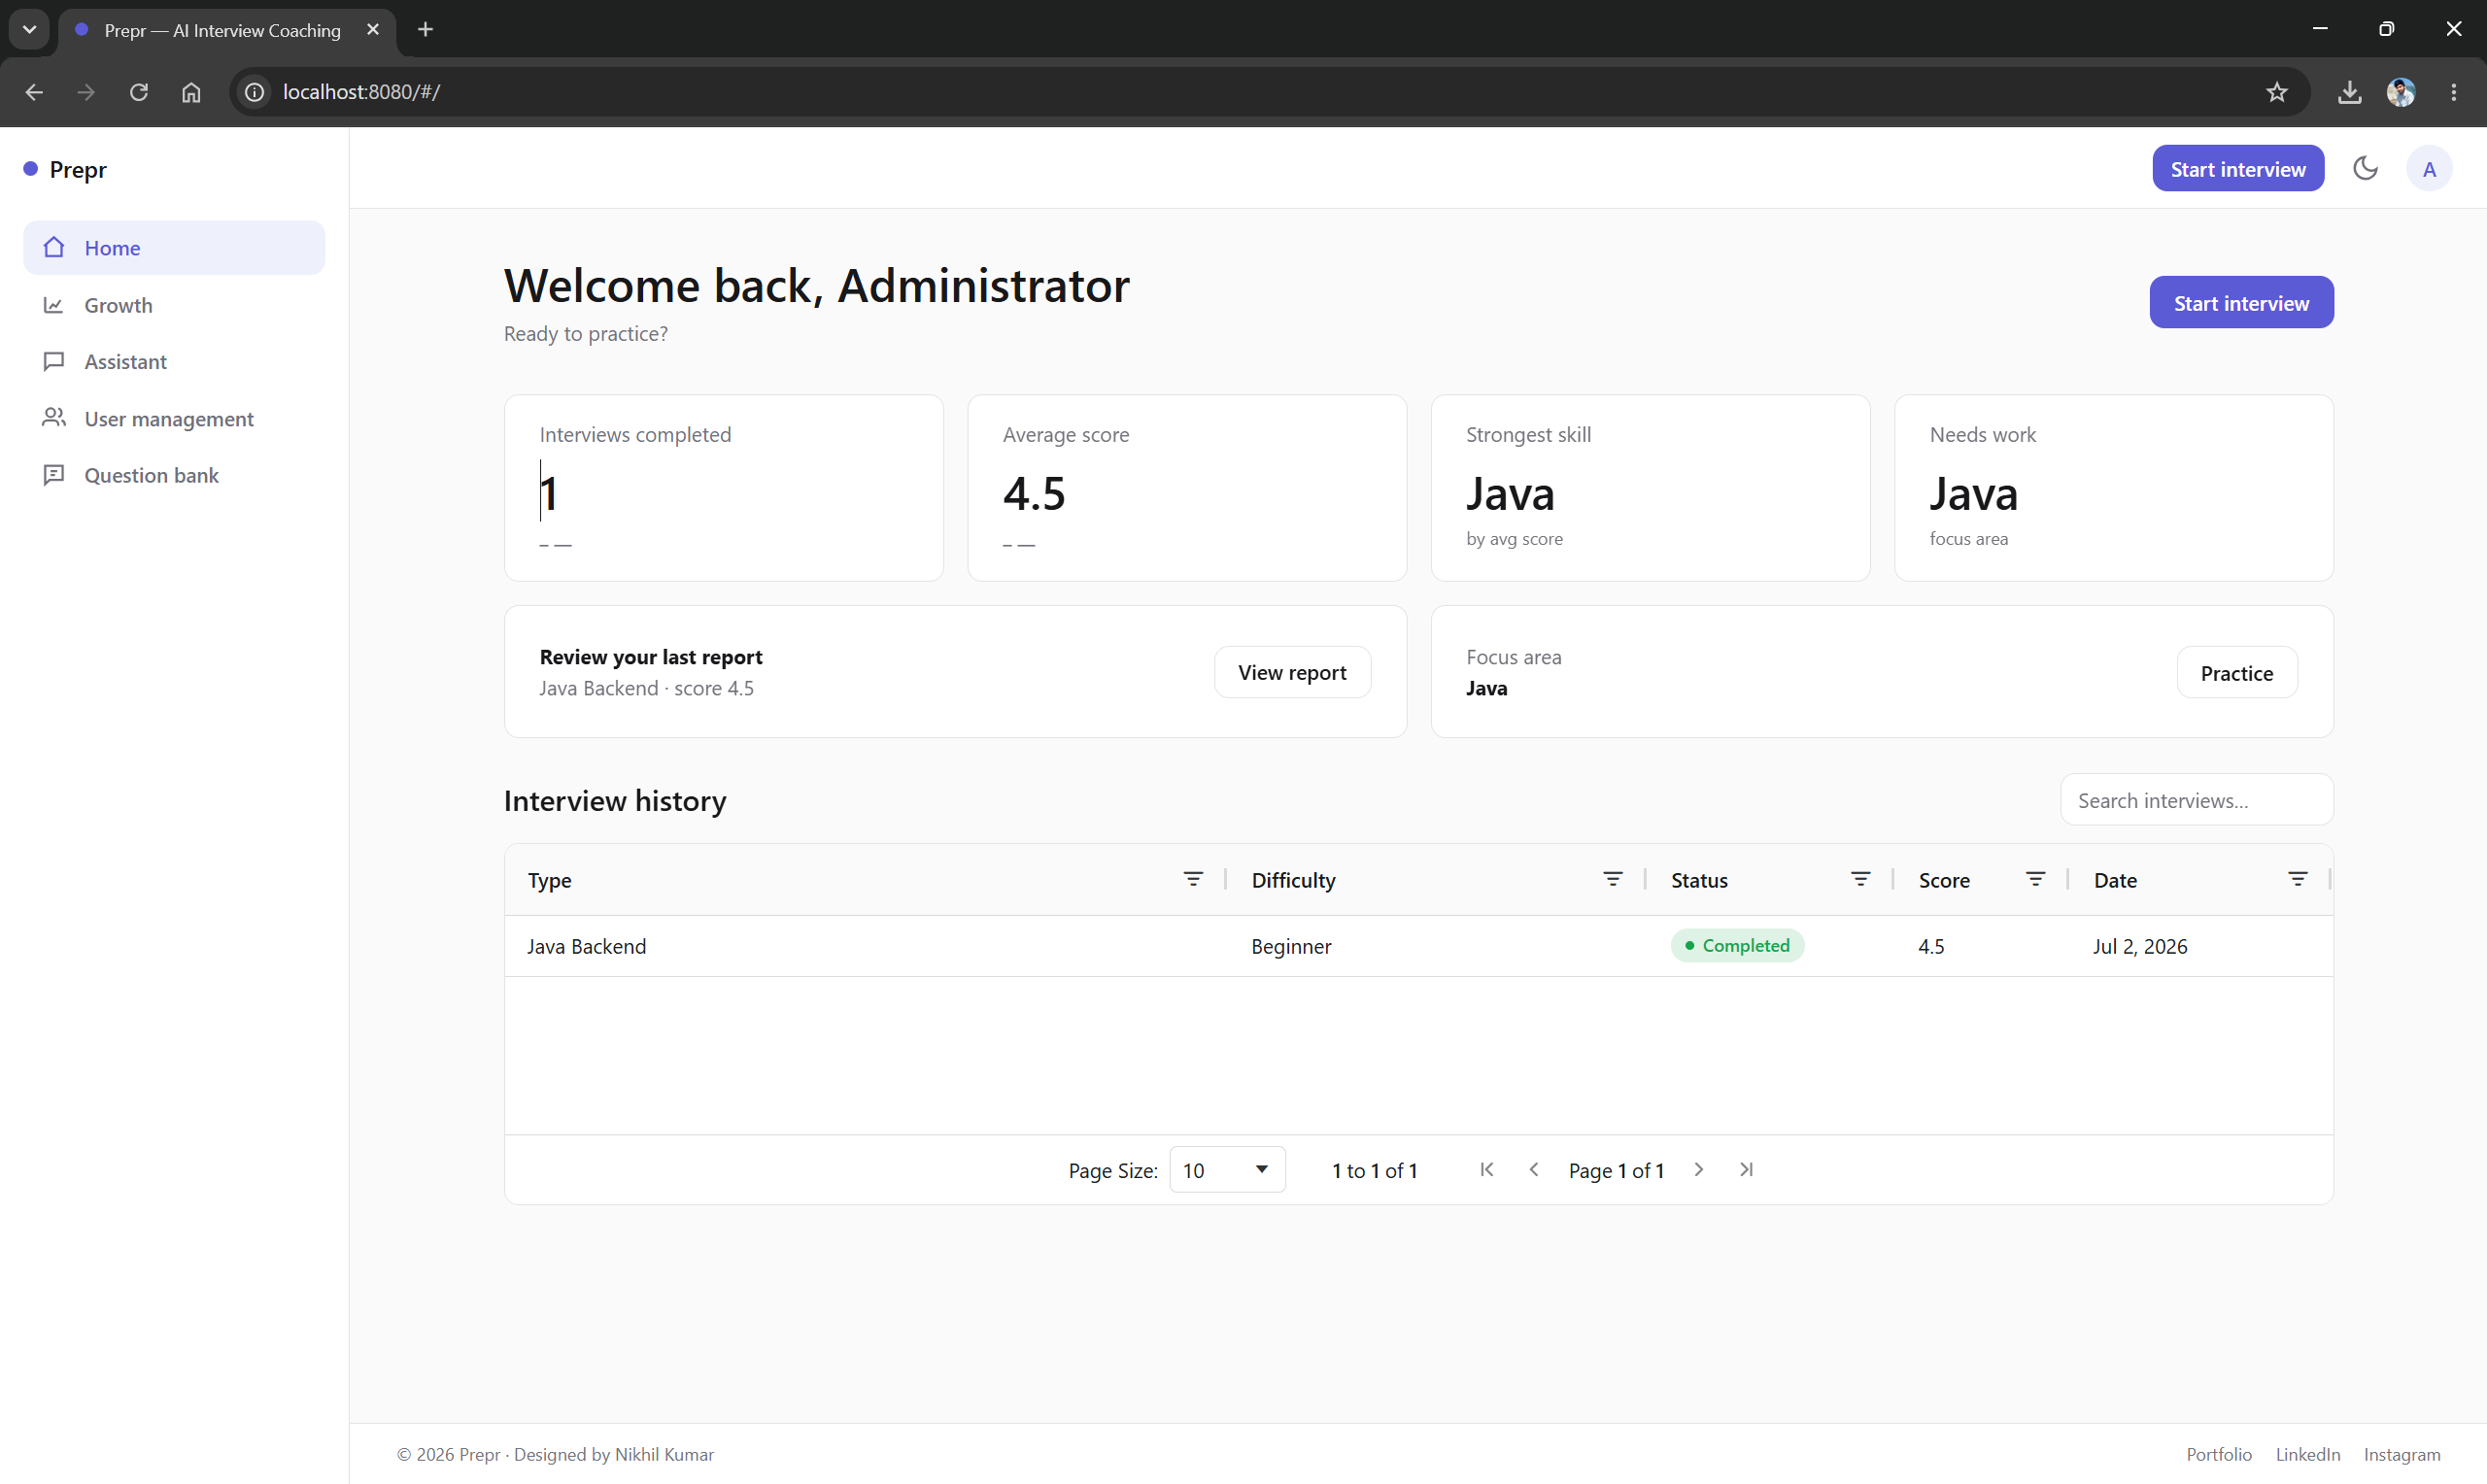 Prepr — AI Interview Coaching
localhost:8080/#/
Prepr
Start interview
A
Home
Growth
Assistant
User management
Question bank
Welcome back, Administrator
Ready to practice?
Start interview
Interviews completed
1
– —
Average score
4.5
– —
Strongest skill
Java
by avg score
Needs work
Java
focus area
Review your last report
Java Backend · score 4.5
View report
Focus area
Java
Practice
Interview history
Search interviews...
Type Difficulty Status Score Date
Java Backend Beginner Completed 4.5 Jul 2, 2026
Page Size: 10 1 to 1 of 1 Page 1 of 1
© 2026 Prepr · Designed by Nikhil Kumar
Portfolio LinkedIn Instagram